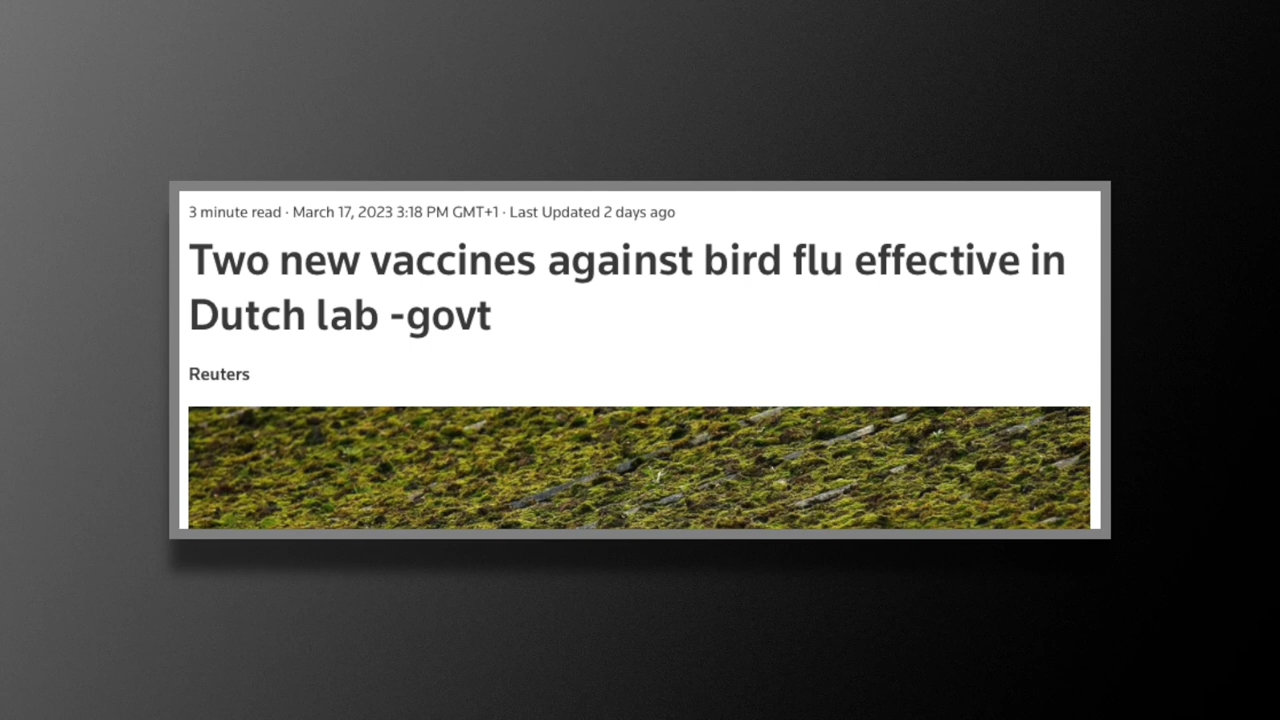 3 minute read · March 17, 2023 3:18 PM GMT+1 · Last Updated 2 days ago
Two new vaccines against bird flu effective in
Dutch lab -govt
Reuters